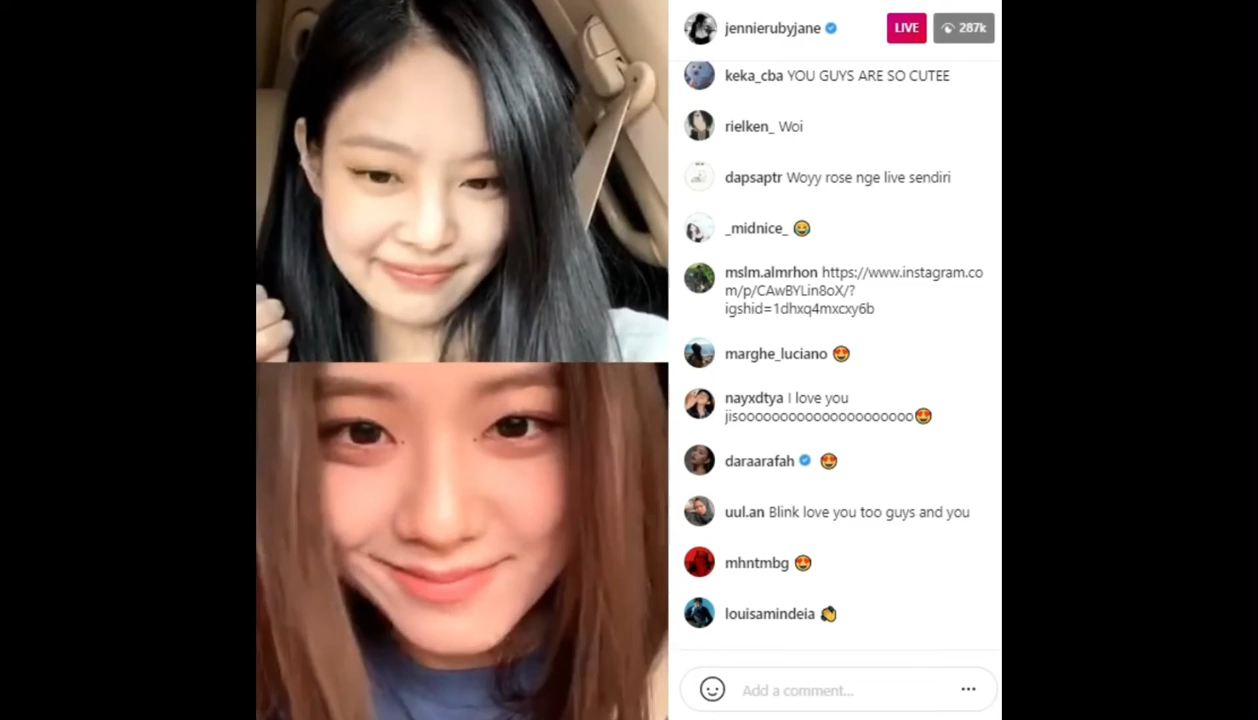 jennierubyjane
LIVE
287k
keka_cba YOU GUYS ARE SO CUTEE
rielken_ Woi
dapsaptr Woyy rose nge live sendiri
_midnice_ 😂
mslm.almrhon https://www.instagram.co
m/p/CAwBYLin8oX/?
igshid=1dhxq4mxcxy6b
marghe_luciano 😍
nayxdtya I love you
jisooooooooooooooooooooo😍
daraarafah 😍
uul.an Blink love you too guys and you
mhntmbg 😍
louisamindeia 👏
Add a comment...